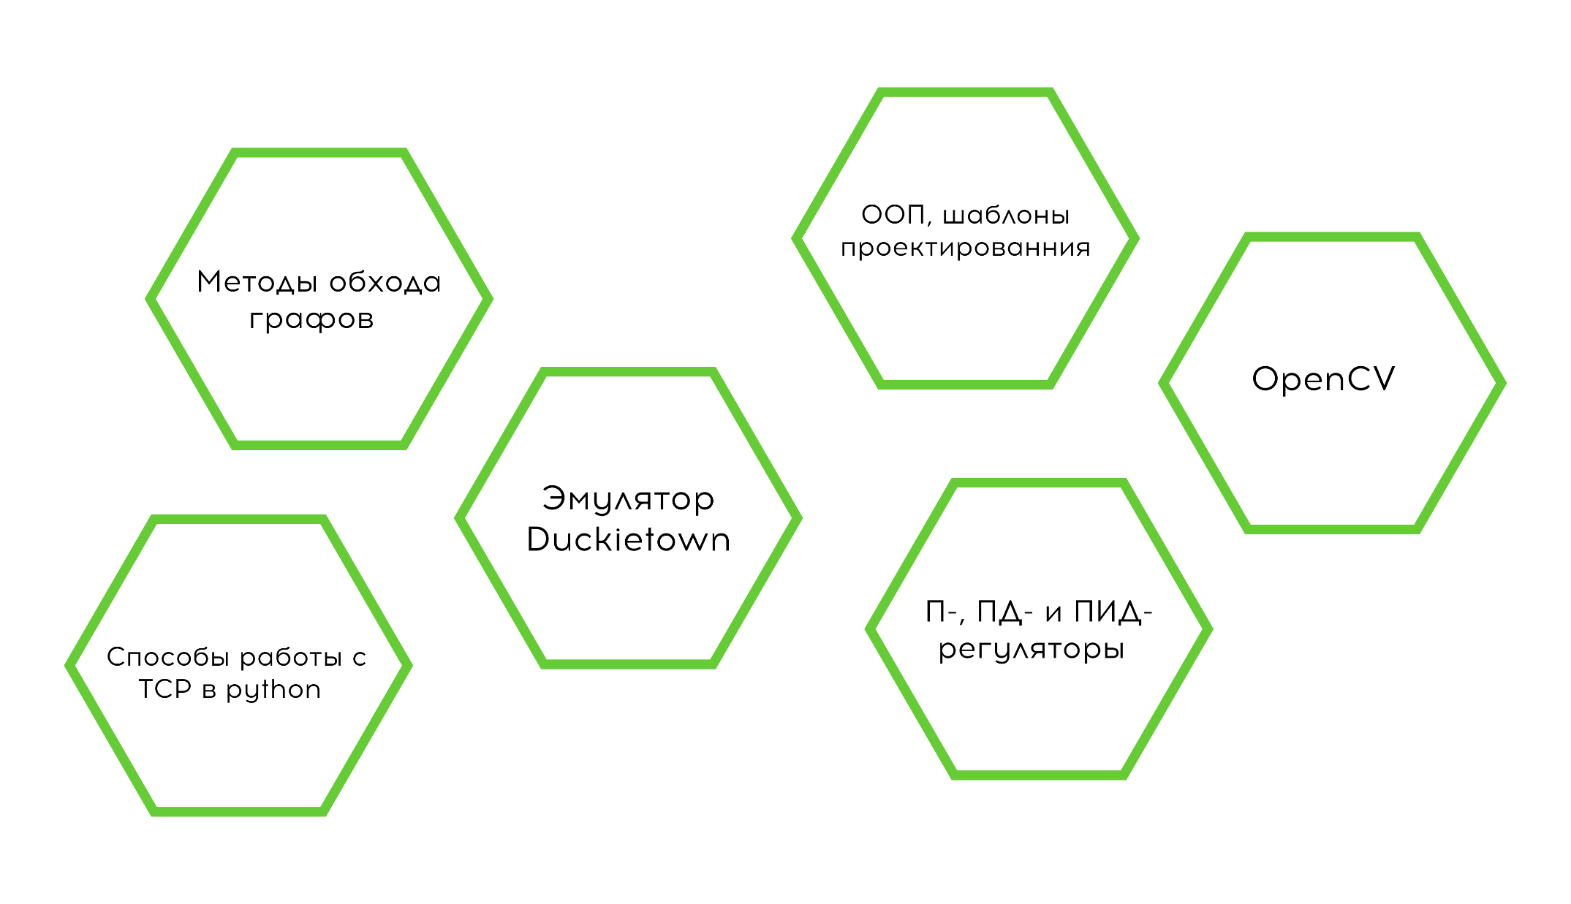 Методы обхода
графов
ООП, шаблоны
проектированния
OpenCV
Эмулятор
Duckietown
Способы работы с
TCP в python
П-, ПД- и ПИД-
регуляторы